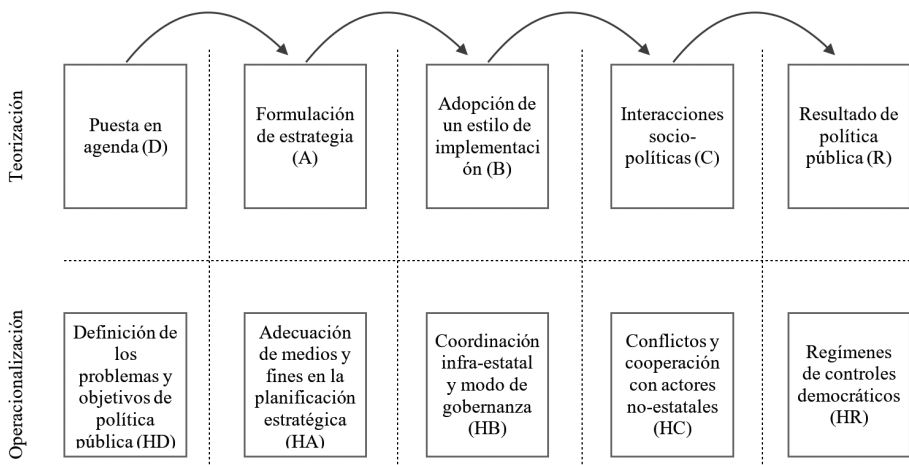 Teorización
Puesta en
agenda (D)
Formulación
de estrategia
(A)
Adopción de
un estilo de
implementaci
ón (B)
Interacciones
socio-
políticas (C)
Resultado de
política
pública (R)
Operacionalización
Definición de
los
problemas y
objetivos de
política
pública (HD)
Adecuación
de medios y
fines en la
planificación
estratégica
(HA)
Coordinación
infra-estatal
y modo de
gobernanza (HB)
Conflictos y
cooperación
con actores
no-estatales (HC)
Regímenes
de controles
democráticos (HR)